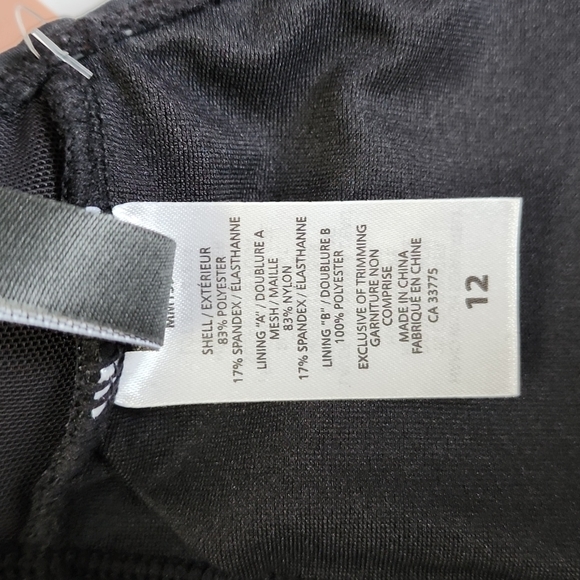 SHELL / EXTÉRIEUR
83% POLYESTER
17% SPANDEX / ÉLASTHANNE
LINING "A" / DOUBLURE A
MESH / MAILLE
83% NYLON
17% SPANDEX / ÉLASTHANNE
LINING "B" / DOUBLURE B
100% POLYESTER
EXCLUSIVE OF TRIMMING
GARNITURE NON
COMPRISE
MADE IN CHINA
FABRIQUÉ EN CHINE
CA 33775
12